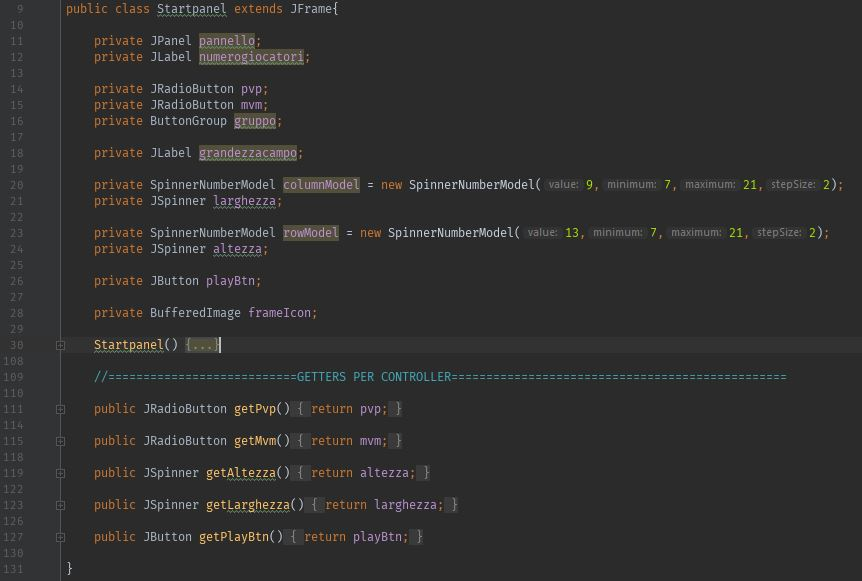 9 public class Startpanel extends JFrame{
10
11 private JPanel pannello;
12 private JLabel numerogiocatori;
13
14 private JRadioButton pvp;
15 private JRadioButton mvm;
16 private ButtonGroup gruppo;
17
18 private JLabel grandezzacampo;
19
20 private SpinnerNumberModel columnModel = new SpinnerNumberModel( value: 9, minimum: 7, maximum: 21, stepSize: 2);
21 private JSpinner larghezza;
22
23 private SpinnerNumberModel rowModel = new SpinnerNumberModel( value: 13, minimum: 7, maximum: 21, stepSize: 2);
24 private JSpinner altezza;
25
26 private JButton playBtn;
27
28 private BufferedImage frameIcon;
29
30 Startpanel() {...}
108
109 //===========================GETTERS PER CONTROLLER================================================
110
111 public JRadioButton getPvp() { return pvp; }
114
115 public JRadioButton getMvm() { return mvm; }
118
119 public JSpinner getAltezza() { return altezza; }
122
123 public JSpinner getLarghezza() { return larghezza; }
126
127 public JButton getPlayBtn() { return playBtn; }
130
131 }